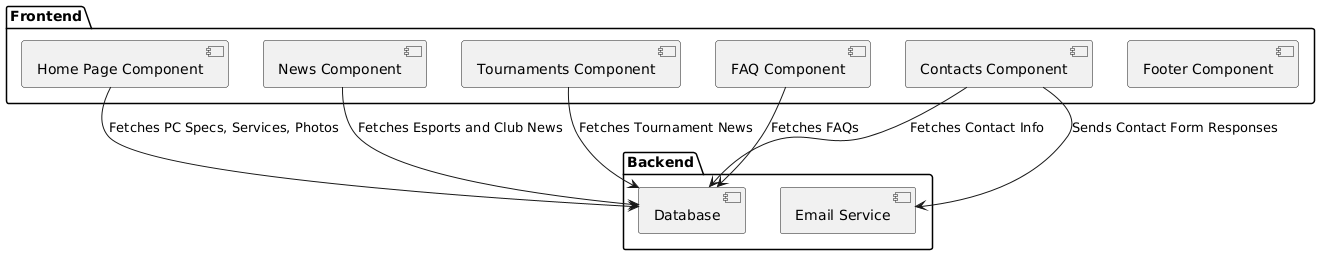 Frontend
Home Page Component
News Component
Tournaments Component
FAQ Component
Contacts Component
Footer Component
Fetches PC Specs, Services, Photos
Fetches Esports and Club News
Fetches Tournament News
Fetches FAQs
Fetches Contact Info
Sends Contact Form Responses
Backend
Database
Email Service